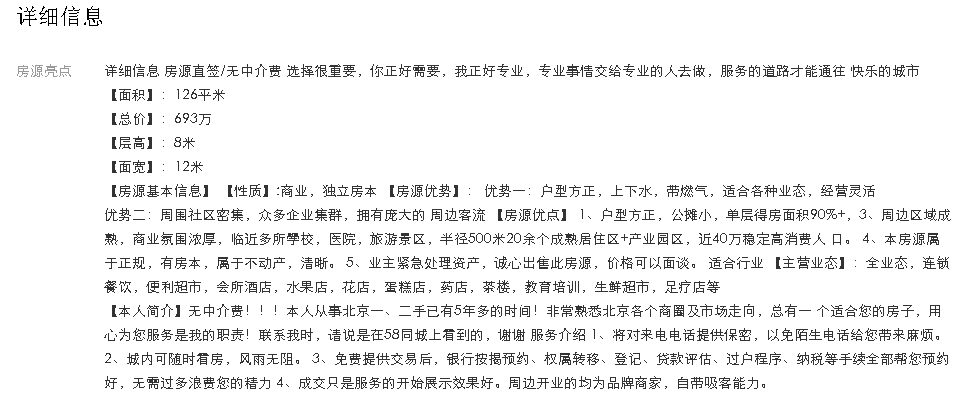 详细信息
房源亮点
详细信息 房源直签/无中介费 选择很重要，你正好需要，我正好专业，专业事情交给专业的人去做，服务的道路才能通往 快乐的城市
【面积】：126平米
【总价】：693万
【层高】：8米
【面宽】：12米
【房源基本信息】 【性质】:商业，独立房本 【房源优势】： 优势一：户型方正，上下水，带燃气，适合各种业态，经营灵活
优势二：周围社区密集，众多企业集群，拥有庞大的 周边客流 【房源优点】 1、户型方正，公摊小，单层得房面积90%+，3、周边区域成
熟，商业氛围浓厚，临近多所学校，医院，旅游景区，半径500米20余个成熟居住区+产业园区，近40万稳定高消费人 口。 4、本房源属
于正规，有房本，属于不动产，清晰。 5、业主紧急处理资产，诚心出售此房源，价格可以面谈。 适合行业 【主营业态】：全业态，连锁
餐饮，便利超市，会所酒店，水果店，花店，蛋糕店，药店，茶楼，教育培训，生鲜超市，足疗店等
【本人简介】无中介费！！！本人从事北京一、二手已有5年多的时间！非常熟悉北京各个商圈及市场走向，总有一 个适合您的房子，用
心为您服务是我的职责！联系我时，请说是在58同城上看到的，谢谢 服务介绍 1、将对来电电话提供保密，以免陌生电话给您带来麻烦。
2、城内可随时看房，风雨无阻。 3、免费提供交易后，银行按揭预约、权属转移、登记、贷款评估、过户程序、纳税等手续全部帮您预约
好，无需过多浪费您的精力 4、成交只是服务的开始展示效果好。周边开业的均为品牌商家，自带吸客能力。